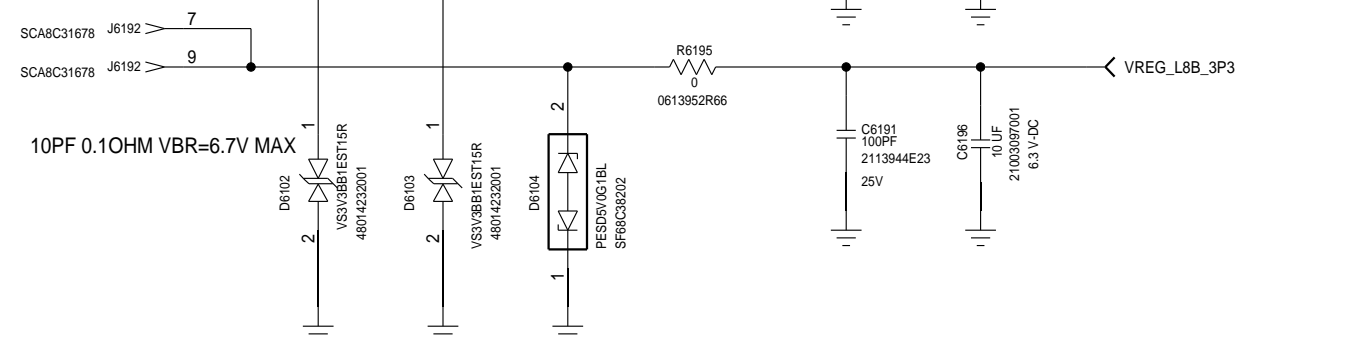 SCA8C31678 J6192 7
SCA8C31678 J6192 9
R6195
0
0613952R66
VREG_L8B_3P3
10PF 0.1OHM VBR=6.7V MAX
1
D6102
VS3V3BB1EST15R
48014232001
2
1
D6103
VS3V3BB1EST15R
48014232001
2
2
D6104
PESD5V0G1BL
SF68C38202
1
C6191
100PF
2113944E23
25V
C6196
10 UF
21003097001
6.3 V-DC